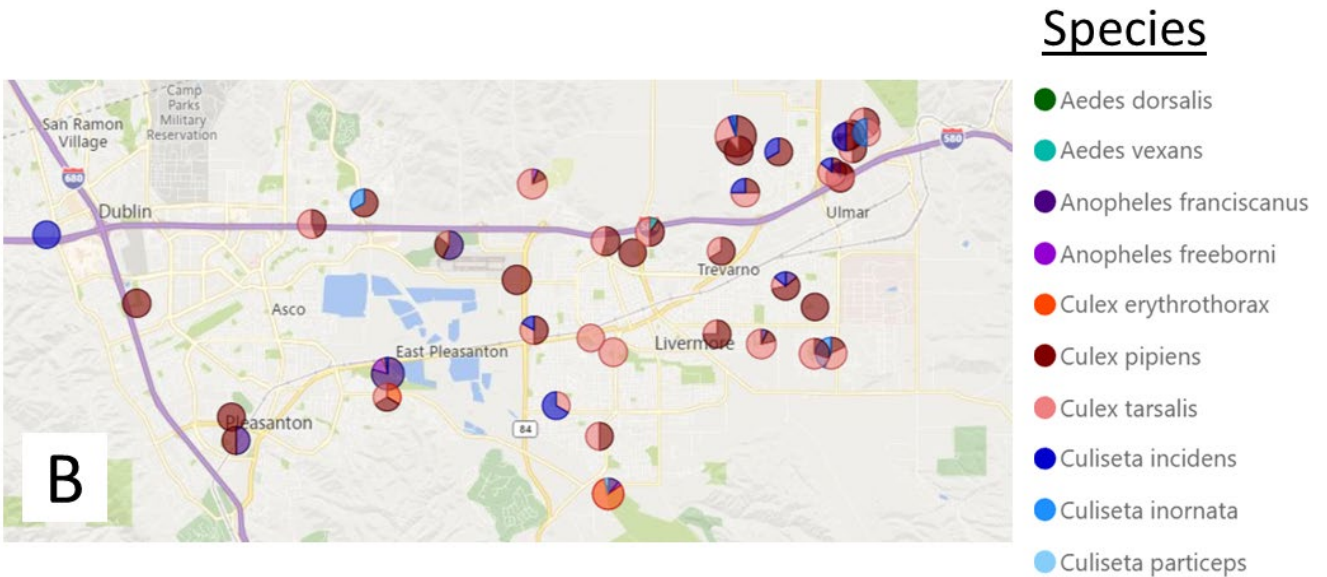 Species
Aedes dorsalis
Aedes vexans
Anopheles franciscanus
Anopheles freeborni
Culex erythrothorax
Culex pipiens
Culex tarsalis
Culiseta incidens
Culiseta inornata
Culiseta particeps
Camp
Parks
Military
Reservation
San Ramon
Village
680
Dublin
580
Ulmar
Trevarno
Asco
Livermore
East Pleasanton
Pleasanton
84
B